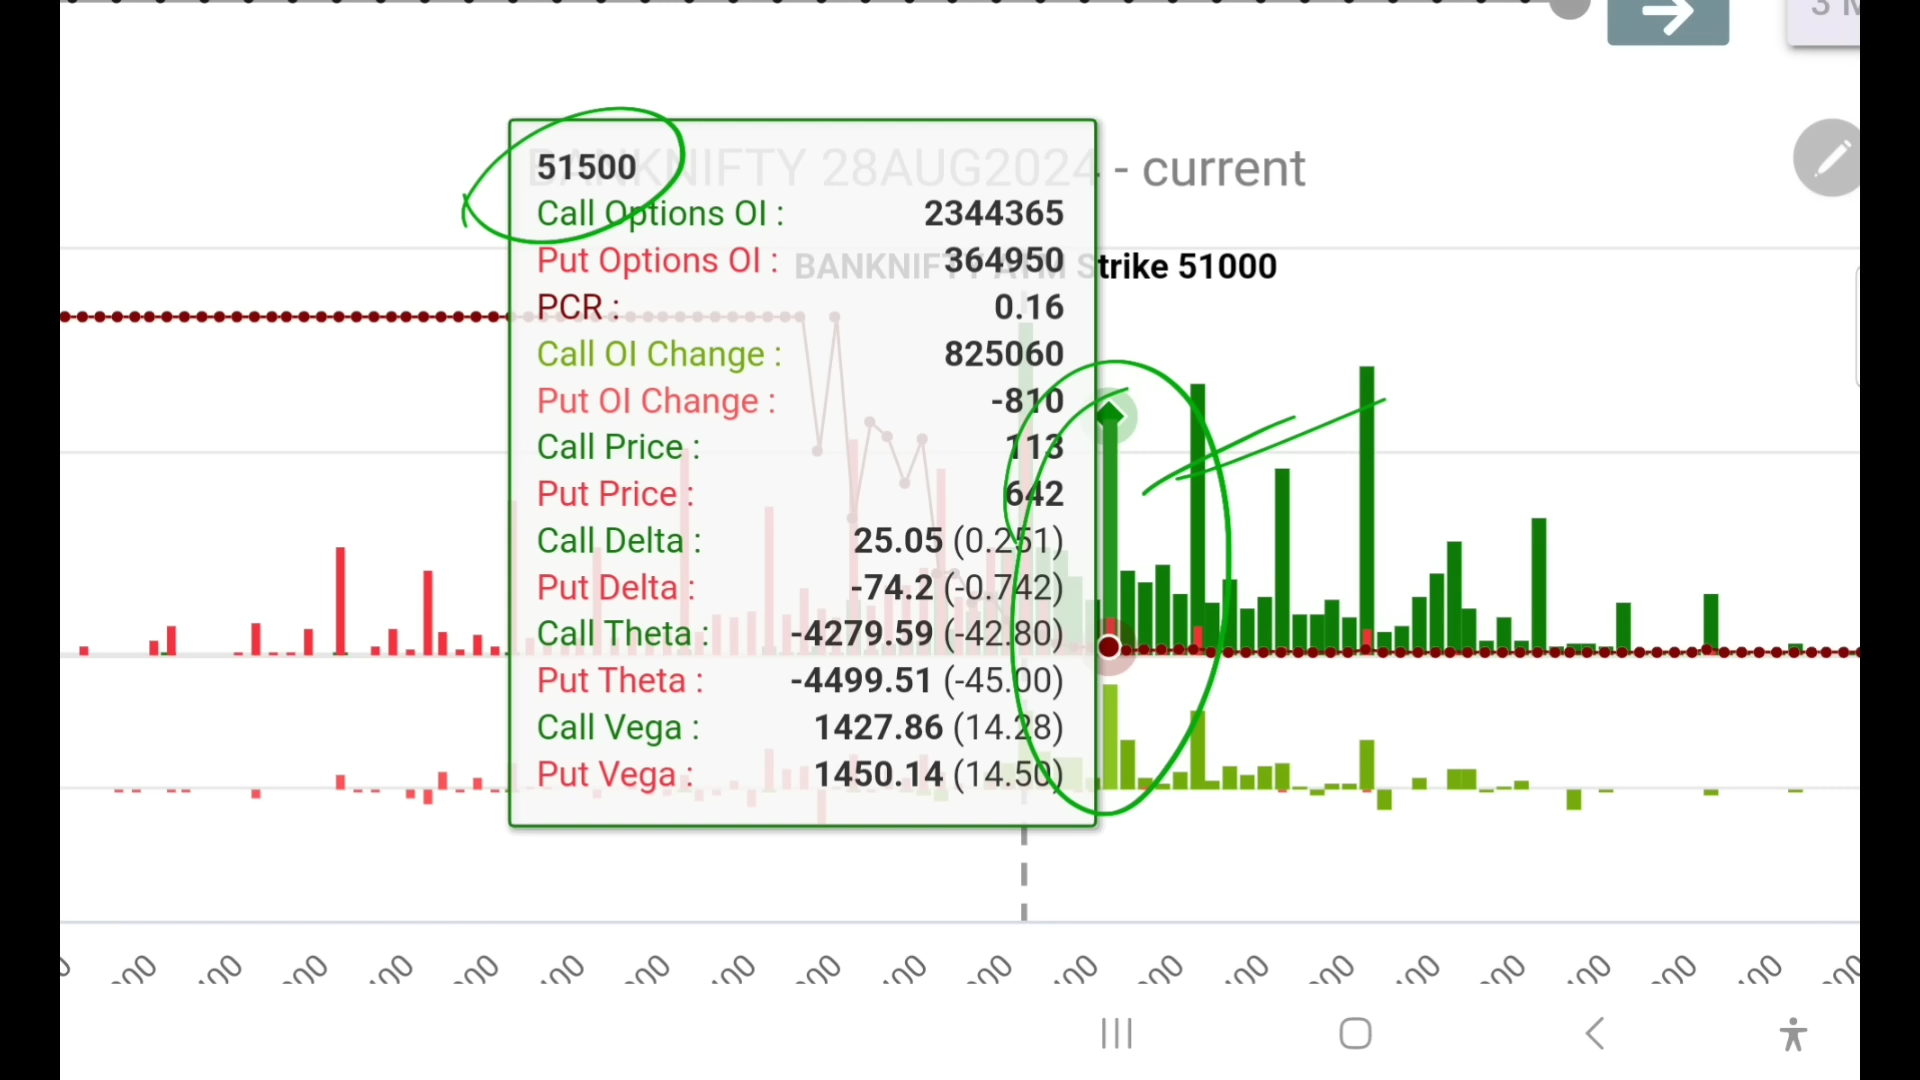 3 M
BANKNIFTY 28AUG2024 - current
BANKNIFTY ATM Strike 51000
51500
Call Options OI : 2344365
Put Options OI : 364950
PCR : 0.16
Call OI Change : 825060
Put OI Change : -810
Call Price : 113
Put Price : 642
Call Delta : 25.05 (0.251)
Put Delta : -74.2 (-0.742)
Call Theta : -4279.59 (-42.80)
Put Theta : -4499.51 (-45.00)
Call Vega : 1427.86 (14.28)
Put Vega : 1450.14 (14.50)